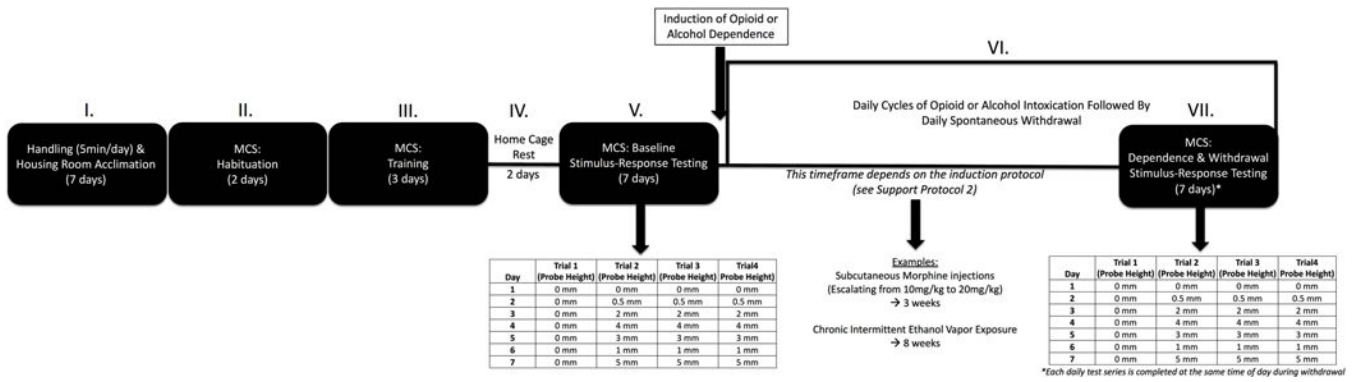 Induction of Opioid or
Alcohol Dependence
VI.
I.
II.
III.
IV.
V.
VII.
Handling (5min/day) &
Housing Room Acclimation
(7 days)
MCS:
Habituation
(2 days)
MCS:
Training
(3 days)
Home Cage
Rest
2 days
MCS: Baseline
Stimulus-Response Testing
(7 days)
Daily Cycles of Opioid or Alcohol Intoxication Followed By
Daily Spontaneous Withdrawal
MCS:
Dependence & Withdrawal
Stimulus-Response Testing
(7 days)*
This timeframe depends on the induction protocol
(see Support Protocol 2)
Trial 1 Trial 2 Trial 3 Trial4
Day (Probe Height) (Probe Height) (Probe Height) (Probe Height)
1 0 mm 0 mm 0 mm 0 mm
2 0 mm 0.5 mm 0.5 mm 0.5 mm
3 0 mm 2 mm 2 mm 2 mm
4 0 mm 4 mm 4 mm 4 mm
5 0 mm 3 mm 3 mm 3 mm
6 0 mm 1 mm 1 mm 1 mm
7 0 mm 5 mm 5 mm 5 mm
Examples:
Subcutaneous Morphine injections
(Escalating from 10mg/kg to 20mg/kg)
→ 3 weeks
Chronic Intermittent Ethanol Vapor Exposure
→ 8 weeks
Trial 1 Trial 2 Trial 3 Trial4
Day (Probe Height) (Probe Height) (Probe Height) (Probe Height)
1 0 mm 0 mm 0 mm 0 mm
2 0 mm 0.5 mm 0.5 mm 0.5 mm
3 0 mm 2 mm 2 mm 2 mm
4 0 mm 4 mm 4 mm 4 mm
5 0 mm 3 mm 3 mm 3 mm
6 0 mm 1 mm 1 mm 1 mm
7 0 mm 5 mm 5 mm 5 mm
*Each daily test series is completed at the same time of day during withdrawal